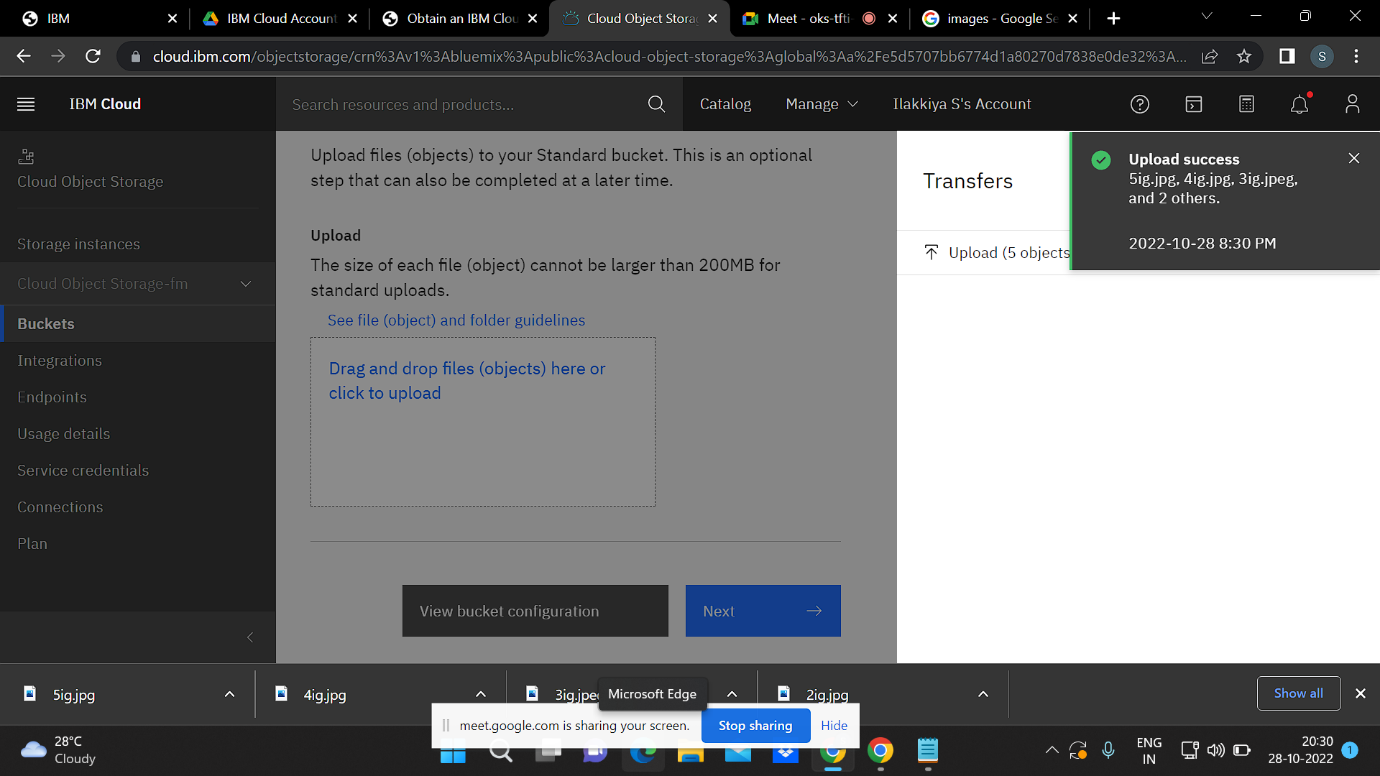 IBM
IBM Cloud Account
Obtain an IBM Clou
Cloud Object Stora
Meet - oks-tfti
images - Google Se
cloud.ibm.com/objectstorage/crn%3Av1%3Abluemix%3Apublic%3Acloud-object-storage%3Aglobal%3Aa%2Fe5d5707bb6774d1a80270d7838e0de32%3A...
S
IBM Cloud
Search resources and products...
Catalog
Manage
Ilakkiya S's Account
Cloud Object Storage
Storage instances
Cloud Object Storage-fm
Buckets
Integrations
Endpoints
Usage details
Service credentials
Connections
Plan
Upload files (objects) to your Standard bucket. This is an optional
step that can also be completed at a later time.
Upload
The size of each file (object) cannot be larger than 200MB for
standard uploads.
See file (object) and folder guidelines
Drag and drop files (objects) here or
click to upload
View bucket configuration
Next
Transfers
Upload (5 objects
Upload success
5ig.jpg, 4ig.jpg, 3ig.jpeg,
and 2 others.
2022-10-28 8:30 PM
5ig.jpg
4ig.jpg
3ig.jpe
2ig.jpg
Show all
Microsoft Edge
meet.google.com is sharing your screen.
Stop sharing
Hide
28°C
Cloudy
ENG
IN
20:30
28-10-2022
1